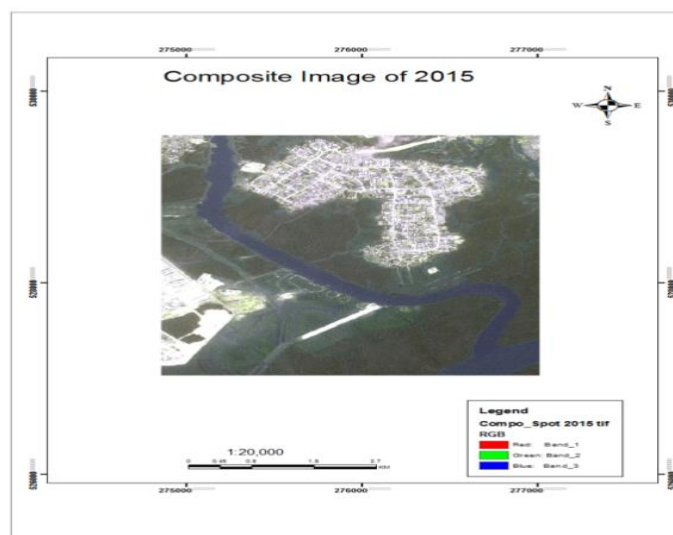 275000 276000 277000
Composite Image of 2015
N
W E
S
Legend
Compo_Spot 2015 tif
RGB
Red: Band_1
Green: Band_2
Blue: Band_3
1:20,000
275000 276000 277000